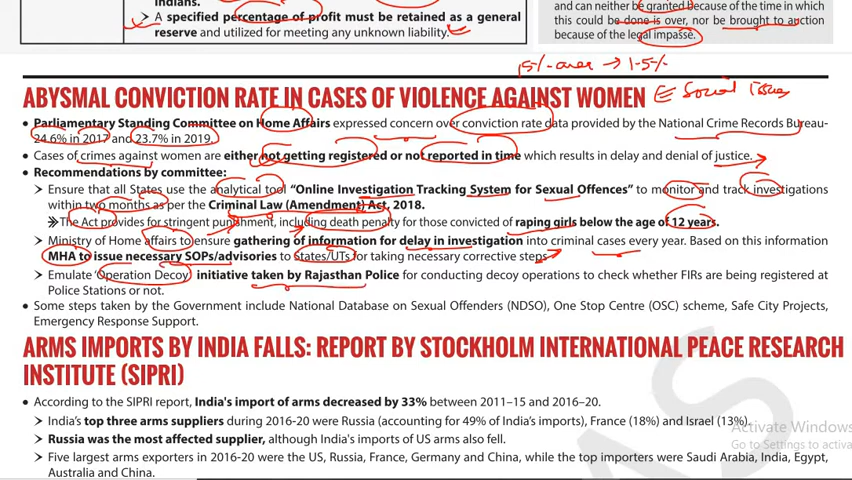 Indians.
➤ A specified percentage of profit must be retained as a general
reserve and utilized for meeting any unknown liability.
and can neither be granted because of the time in which
this could be done is over, nor be brought to auction
because of the legal impasse.
→ 1.5%
ABYSMAL CONVICTION RATE IN CASES OF VIOLENCE AGAINST WOMEN
Social issues
• Parliamentary Standing Committee on Home Affairs expressed concern over conviction rate data provided by the National Crime Records Bureau-
24.6% in 2017 and 23.7% in 2019.
• Cases of crimes against women are either not getting registered or not reported in time which results in delay and denial of justice.
• Recommendations by committee:
➤ Ensure that all States use the analytical tool "Online Investigation Tracking System for Sexual Offences" to monitor and track investigations
within two months as per the Criminal Law (Amendment) Act, 2018.
The Act provides for stringent punishment, including death penalty for those convicted of raping girls below the age of 12 years.
➤ Ministry of Home affairs to ensure gathering of information for delay in investigation into criminal cases every year. Based on this information
MHA to issue necessary SOPs/advisories to States/UTs for taking necessary corrective steps
➤ Emulate 'Operation Decoy' initiative taken by Rajasthan Police for conducting decoy operations to check whether FIRs are being registered at
Police Stations or not.
• Some steps taken by the Government include National Database on Sexual Offenders (NDSO), One Stop Centre (OSC) scheme, Safe City Projects,
Emergency Response Support.
ARMS IMPORTS BY INDIA FALLS: REPORT BY STOCKHOLM INTERNATIONAL PEACE RESEARCH
INSTITUTE (SIPRI)
• According to the SIPRI report, India's import of arms decreased by 33% between 2011–15 and 2016–20.
➤ India's top three arms suppliers during 2016-20 were Russia (accounting for 49% of India's imports), France (18%) and Israel (13%).
➤ Russia was the most affected supplier, although India's imports of US arms also fell.
➤ Five largest arms exporters in 2016-20 were the US, Russia, France, Germany and China, while the top importers were Saudi Arabia, India, Egypt,
Australia and China.
Activate Windows
Go to Settings to activa